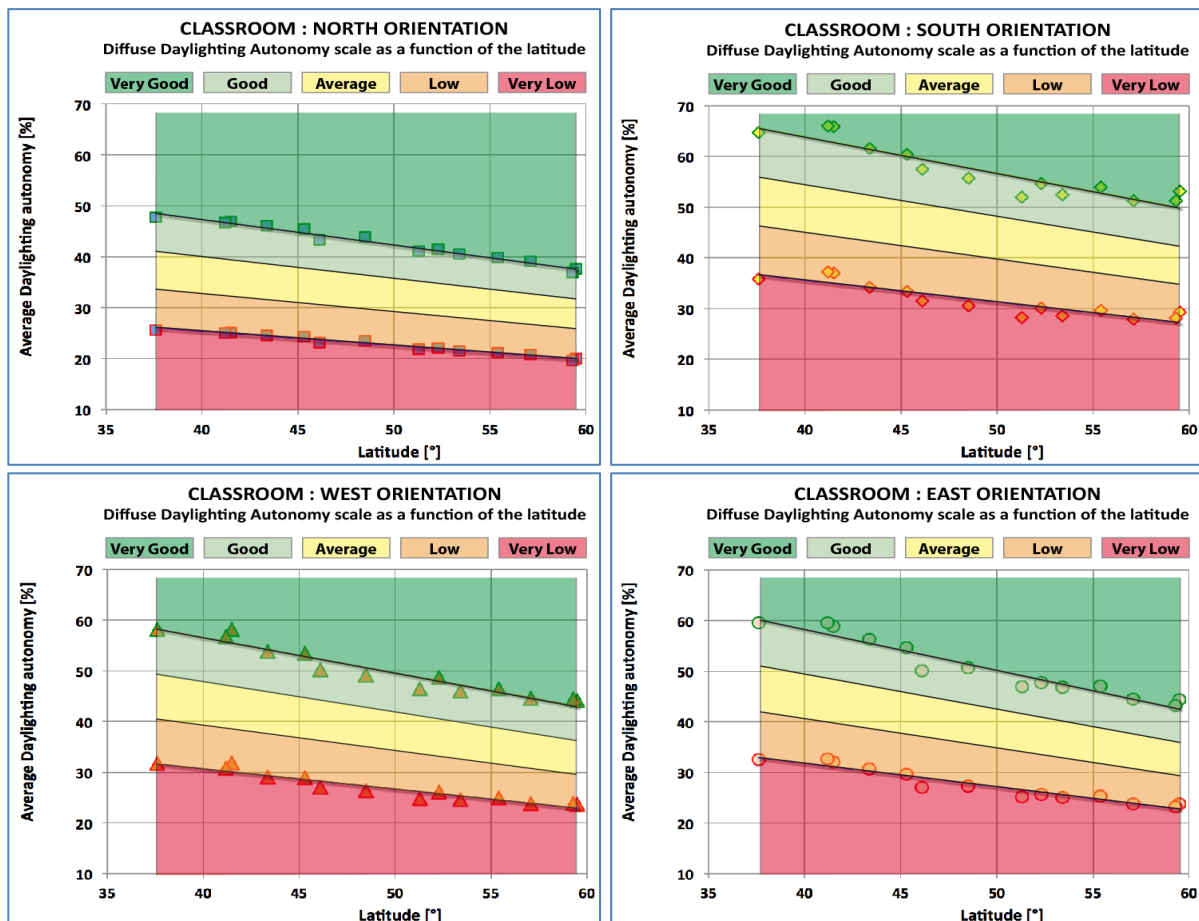 CLASSROOM : NORTH ORIENTATION
Diffuse Daylighting Autonomy scale as a function of the latitude
Very Good Good Average Low Very Low
Average Daylighting autonomy [%]
70
60
50
40
30
20
10
35 40 45 50 55 60
Latitude [°]
CLASSROOM : SOUTH ORIENTATION
Diffuse Daylighting Autonomy scale as a function of the latitude
Very Good Good Average Low Very Low
Average Daylighting autonomy [%]
70
60
50
40
30
20
10
35 40 45 50 55 60
Latitude [°]
CLASSROOM : WEST ORIENTATION
Diffuse Daylighting Autonomy scale as a function of the latitude
Very Good Good Average Low Very Low
Average Daylighting autonomy [%]
70
60
50
40
30
20
10
35 40 45 50 55 60
Latitude [°]
CLASSROOM : EAST ORIENTATION
Diffuse Daylighting Autonomy scale as a function of the latitude
Very Good Good Average Low Very Low
Average Daylighting autonomy [%]
70
60
50
40
30
20
10
35 40 45 50 55 60
Latitude [°]